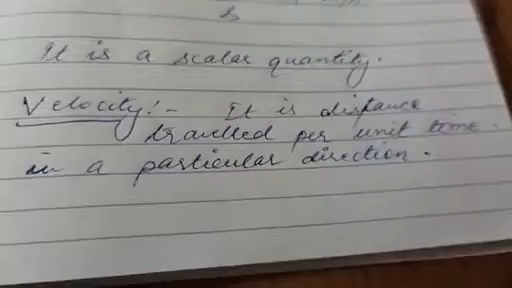 s
It is a scalar quantity.
Velocity:- It is distance
travelled per unit time.
in a particular direction.